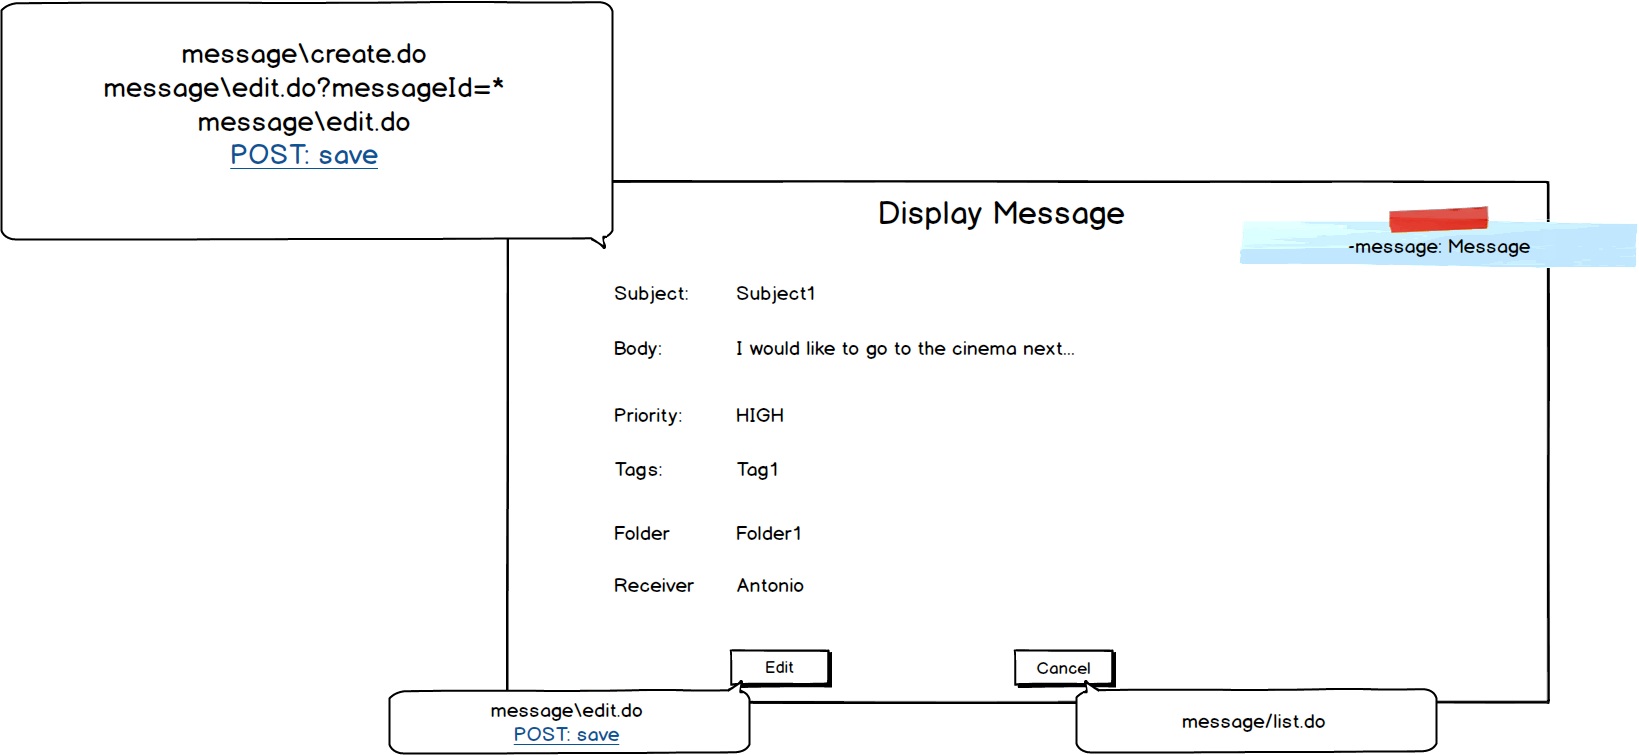 message\create.do
message\edit.do?messageId=*
message\edit.do
POST: save
Display Message
-message: Message
Subject: Subject1
Body: I would like to go to the cinema next...
Priority: HIGH
Tags: Tag1
Folder Folder1
Receiver Antonio
Edit Cancel
message\edit.do
POST: save
message/list.do